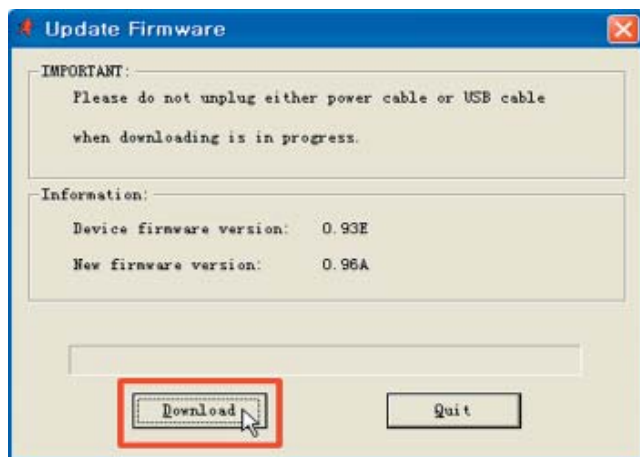 Update Firmware
IMPORTANT:
Please do not unplug either power cable or USB cable
when downloading is in progress.
Information:
Device firmware version: 0.93E
New firmware version: 0.96A
Download
Quit